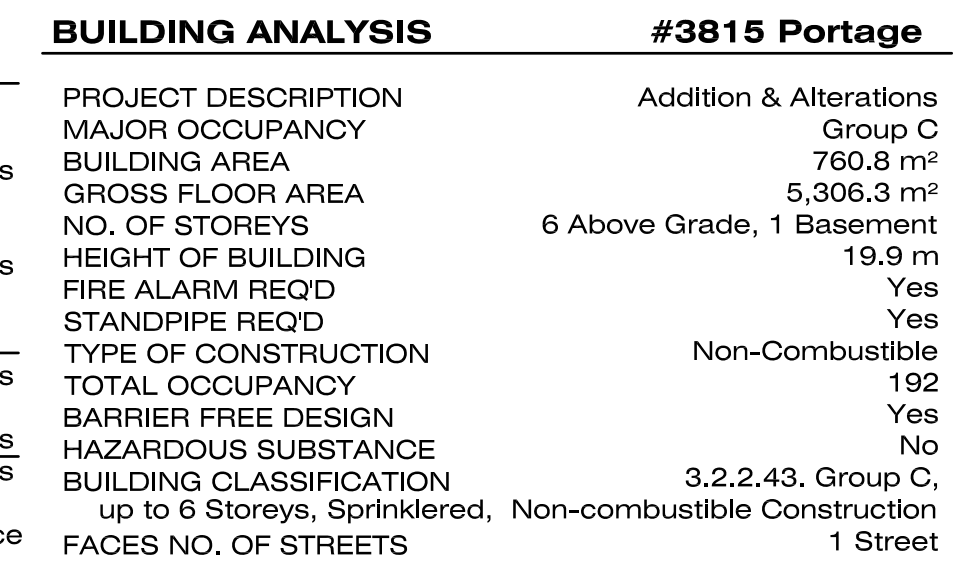 BUILDING ANALYSIS #3815 Portage
PROJECT DESCRIPTION Addition & Alterations
MAJOR OCCUPANCY Group C
BUILDING AREA 760.8 m²
GROSS FLOOR AREA 5,306.3 m²
NO. OF STOREYS 6 Above Grade, 1 Basement
HEIGHT OF BUILDING 19.9 m
FIRE ALARM REQ'D Yes
STANDPIPE REQ'D Yes
TYPE OF CONSTRUCTION Non-Combustible
TOTAL OCCUPANCY 192
BARRIER FREE DESIGN Yes
HAZARDOUS SUBSTANCE No
BUILDING CLASSIFICATION 3.2.2.43. Group C,
up to 6 Storeys, Sprinklered, Non-combustible Construction
FACES NO. OF STREETS 1 Street